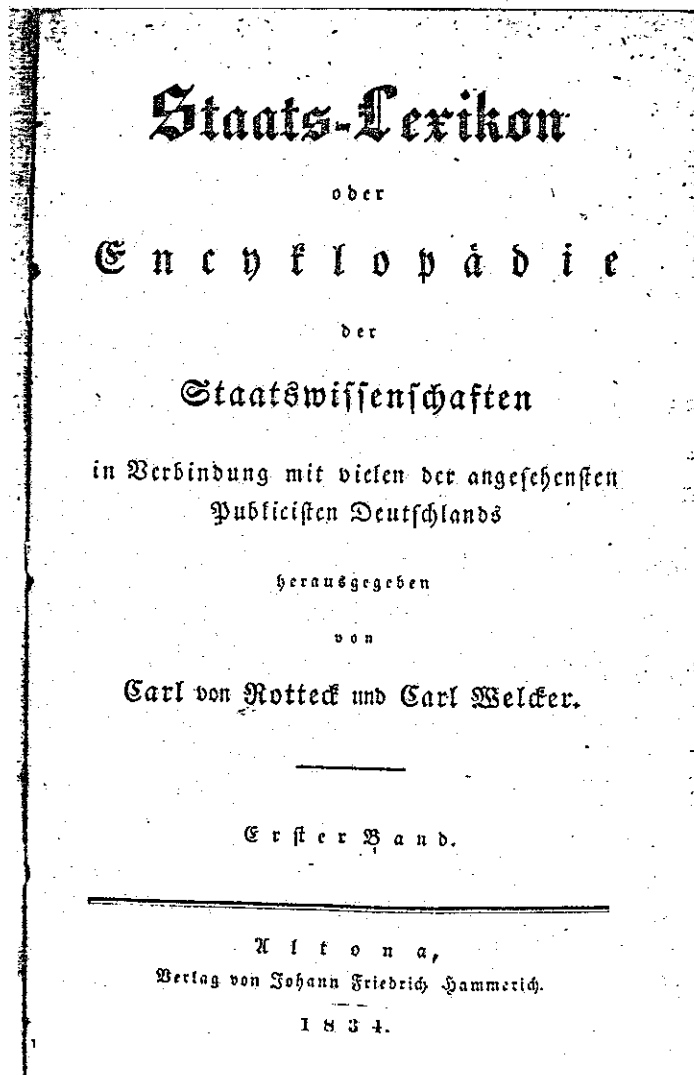 Staats-Lexikon
oder
Encyklopädie
der
Staatswissenschaften
in Verbindung mit vielen der angesehensten
Publicisten Deutschlands
herausgegeben
von
Carl von Rotteck und Carl Welcker.
Erster Band.
Altona,
Verlag von Johann Friedrich Hammerich.
1834.